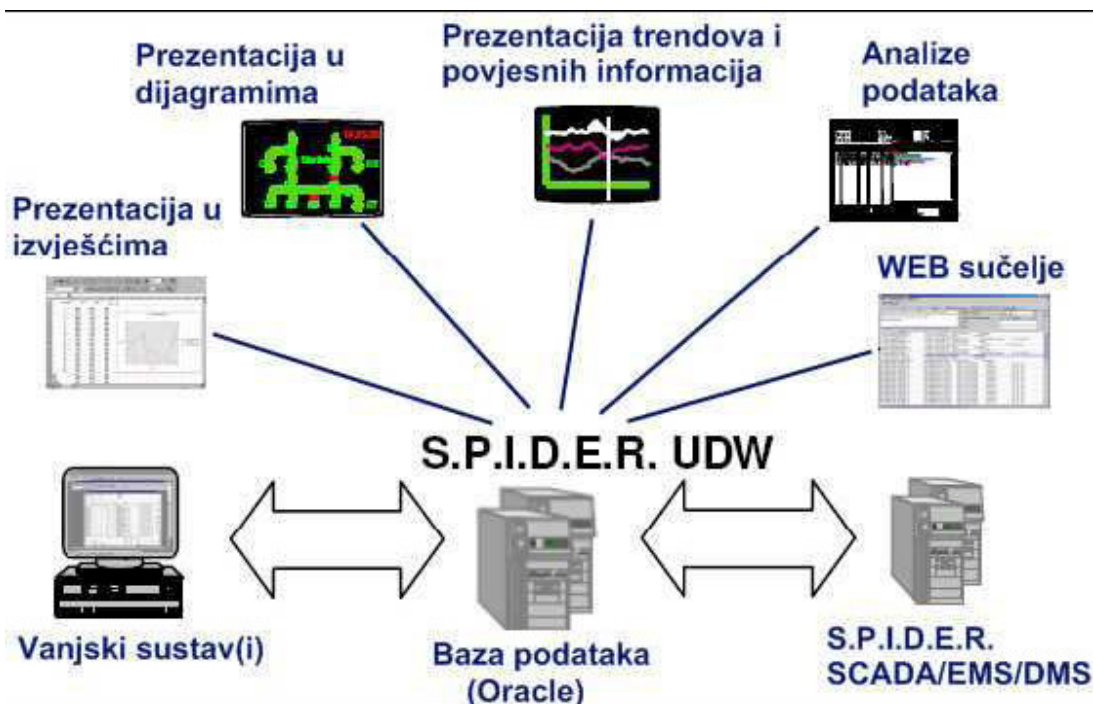 Prezentacija u
dijagramima
Prezentacija trendova i
povjesnih informacija
Analize
podataka
Prezentacija u
izvješćima
WEB sučelje
S.P.I.D.E.R. UDW
Vanjski sustav(i)
Baza podataka
(Oracle)
S.P.I.D.E.R.
SCADA/EMS/DMS